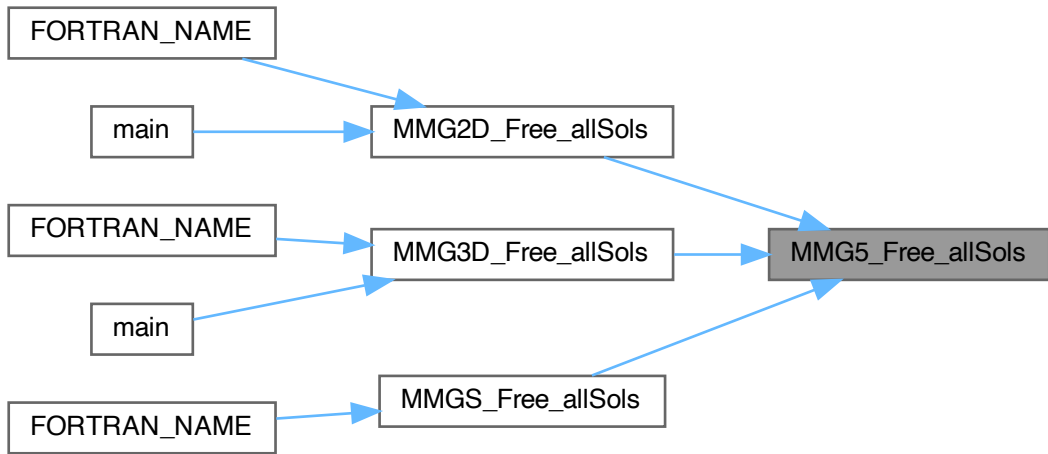 FORTRAN_NAME
main
MMG2D_Free_allSols
FORTRAN_NAME
MMG3D_Free_allSols
MMG5_Free_allSols
main
MMGS_Free_allSols
FORTRAN_NAME